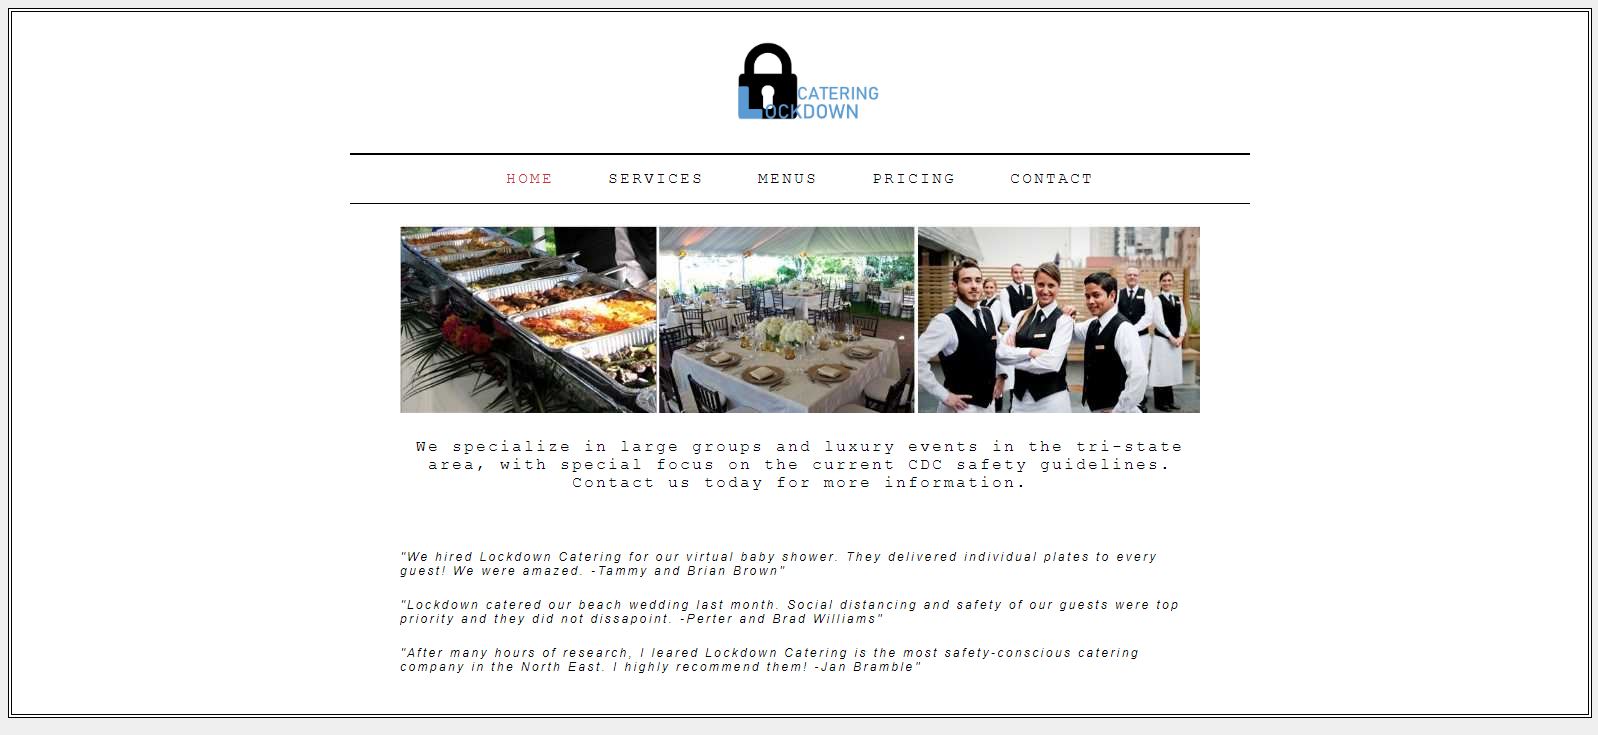 CATERING
LOCKDOWN
HOME SERVICES MENUS PRICING CONTACT
We specialize in large groups and luxury events in the tri-state
area, with special focus on the current CDC safety guidelines.
Contact us today for more information.
"We hired Lockdown Catering for our virtual baby shower. They delivered individual plates to every
guest! We were amazed. -Tammy and Brian Brown"
"Lockdown catered our beach wedding last month. Social distancing and safety of our guests were top
priority and they did not dissapoint. -Perter and Brad Williams"
"After many hours of research, I leared Lockdown Catering is the most safety-conscious catering
company in the North East. I highly recommend them! -Jan Bramble"